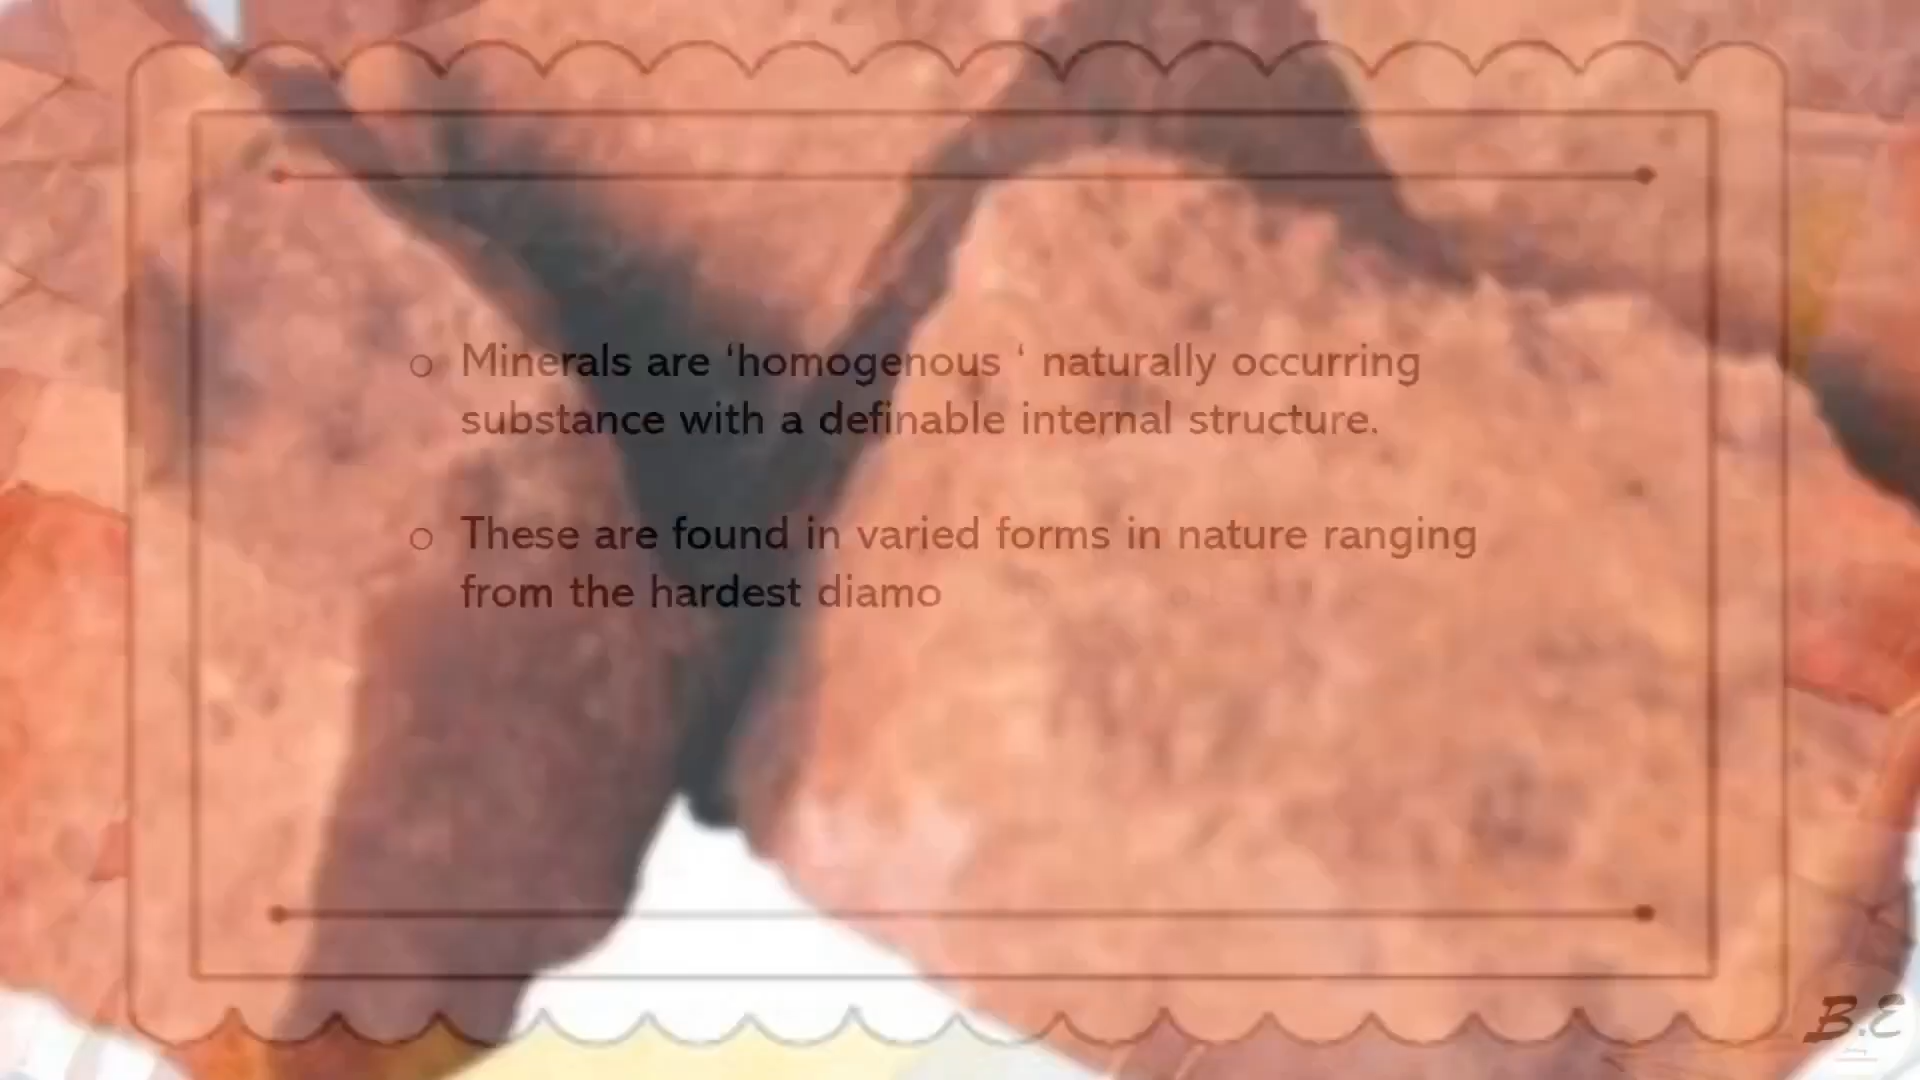 ○ Minerals are ‘homogenous ‘ naturally occurring
substance with a definable internal structure.
○ These are found in varied forms in nature ranging
from the hardest diamo
B.E